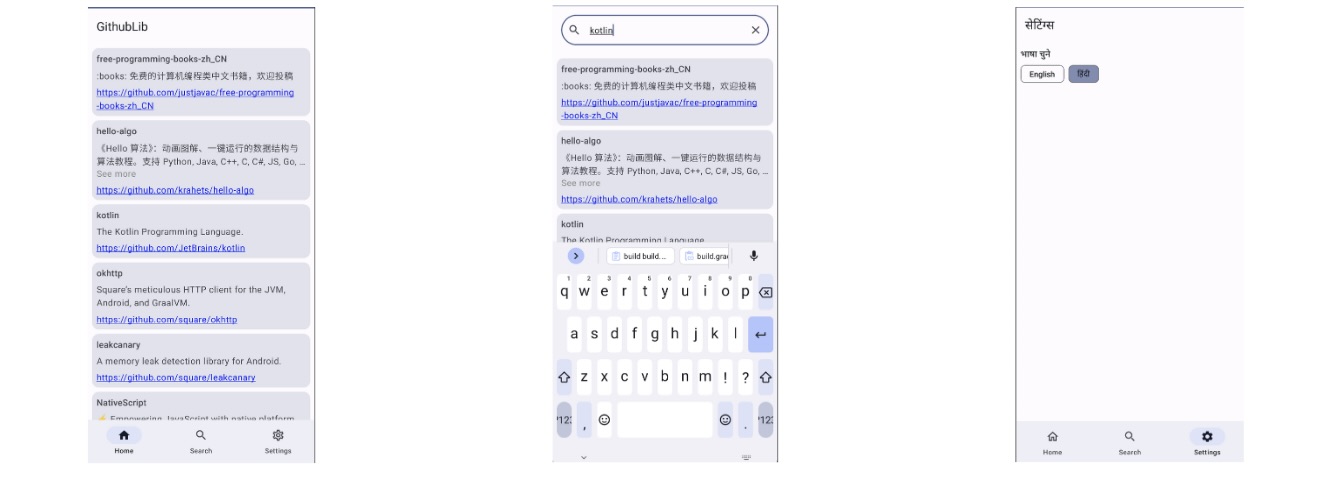 GithubLib
free-programming-books-zh_CN
:books: 免费的计算机编程类中文书籍，欢迎投稿
https://github.com/justjavac/free-programming
-books-zh_CN
hello-algo
《Hello 算法》：动画图解、一键运行的数据结构与
算法教程。支持 Python, Java, C++, C, C#, JS, Go, ...
See more
https://github.com/krahets/hello-algo
kotlin
The Kotlin Programming Language.
https://github.com/JetBrains/kotlin
okhttp
Square's meticulous HTTP client for the JVM,
Android, and GraalVM.
https://github.com/square/okhttp
leakcanary
A memory leak detection library for Android.
https://github.com/square/leakcanary
NativeScript
⚡ Empowering JavaScript with native platform
Home Search Settings
kotlin
free-programming-books-zh_CN
:books: 免费的计算机编程类中文书籍，欢迎投稿
https://github.com/justjavac/free-programming
-books-zh_CN
hello-algo
《Hello 算法》：动画图解、一键运行的数据结构与
算法教程。支持 Python, Java, C++, C, C#, JS, Go, ...
See more
https://github.com/krahets/hello-algo
kotlin
The Kotlin Programming Language
build build... build.gra
1 2 3 4 5 6 7 8 9 8
q w e r t y u i o p
a s d f g h j k l
z x c v b n m ! ?
?123 , . ?123
सेटिंग्स
भाषा चुने
English हिंदी
Home Search Settings